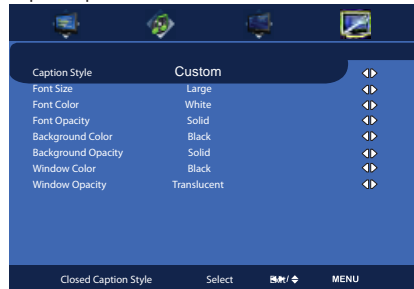 Caption Style Custom
Font Size Large
Font Color White
Font Opacity Solid
Background Color Black
Background Opacity Solid
Window Color Black
Window Opacity Translucent
Closed Caption Style Select / MENU